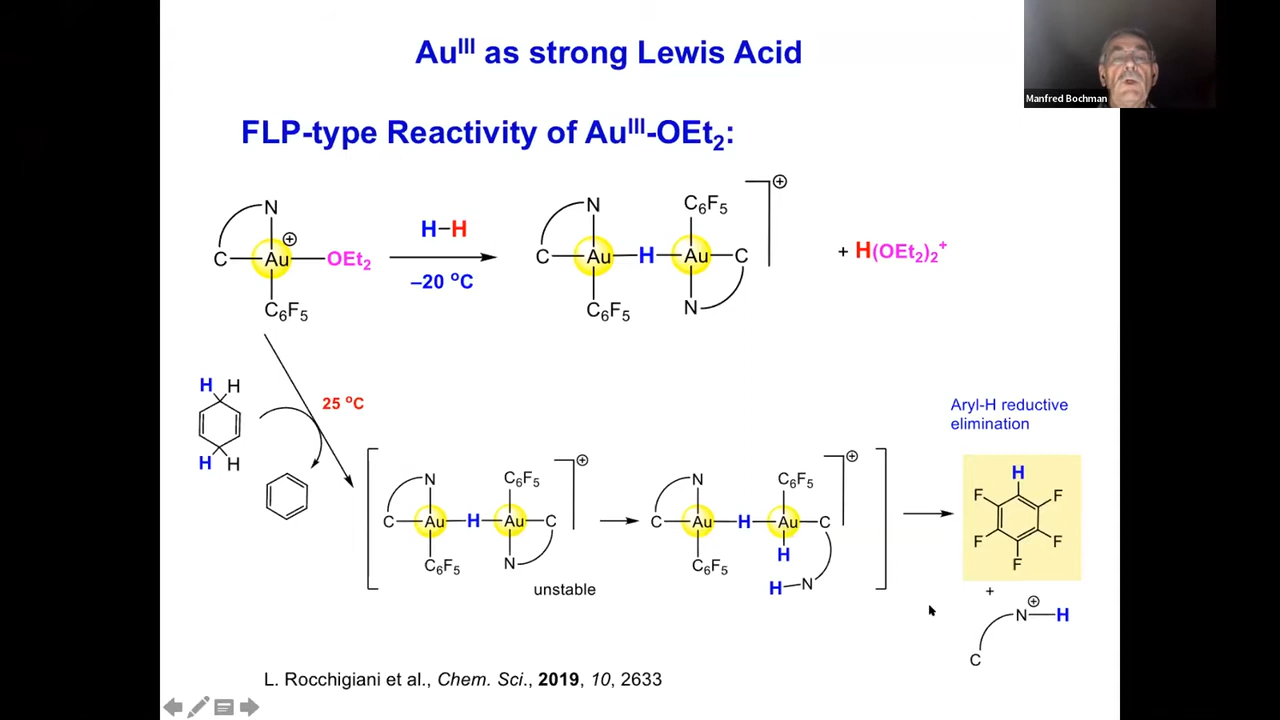 Au^III as strong Lewis Acid
Manfred Bochman
FLP-type Reactivity of Au^III-OEt₂:
N
C Au ⊕ OEt₂
C₆F₅
H–H
–20 °C
N C₆F₅ ⊕
C Au H Au C
C₆F₅ N
+ H(OEt₂)₂⁺
H H
H H
25 °C
N C₆F₅ ⊕
C Au H Au C
C₆F₅ N
unstable
N C₆F₅ ⊕
C Au H Au C
C₆F₅ H
H–N
Aryl-H reductive
elimination
H
F F
F F
F
+
⊕
N H
C
L. Rocchigiani et al., Chem. Sci., 2019, 10, 2633